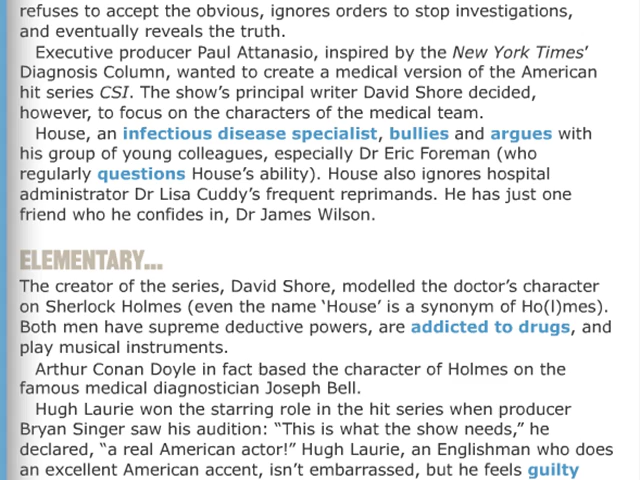 refuses to accept the obvious, ignores orders to stop investigations,
and eventually reveals the truth.
Executive producer Paul Attanasio, inspired by the New York Times'
Diagnosis Column, wanted to create a medical version of the American
hit series CSI. The show's principal writer David Shore decided,
however, to focus on the characters of the medical team.
House, an infectious disease specialist, bullies and argues with
his group of young colleagues, especially Dr Eric Foreman (who
regularly questions House's ability). House also ignores hospital
administrator Dr Lisa Cuddy's frequent reprimands. He has just one
friend who he confides in, Dr James Wilson.
ELEMENTARY...
The creator of the series, David Shore, modelled the doctor's character
on Sherlock Holmes (even the name ‘House’ is a synonym of Ho(l)mes).
Both men have supreme deductive powers, are addicted to drugs, and
play musical instruments.
Arthur Conan Doyle in fact based the character of Holmes on the
famous medical diagnostician Joseph Bell.
Hugh Laurie won the starring role in the hit series when producer
Bryan Singer saw his audition: “This is what the show needs,” he
declared, “a real American actor!” Hugh Laurie, an Englishman who does
an excellent American accent, isn't embarrassed, but he feels guilty